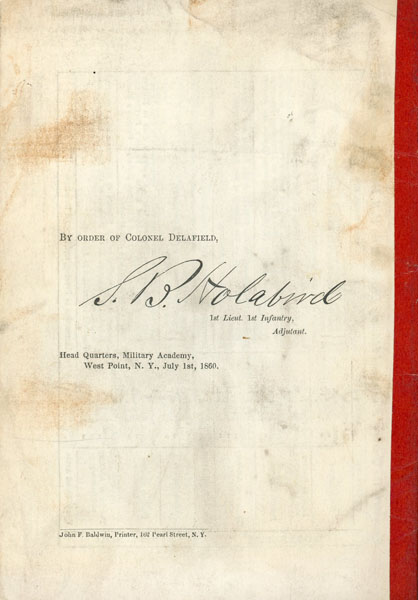 By order of Colonel Delafield,
S. B. Holabird
1st Lieut. 1st Infantry,
Adjutant.
Head Quarters, Military Academy,
West Point, N. Y., July 1st, 1860.
John F. Baldwin, Printer, 162 Pearl Street, N. Y.